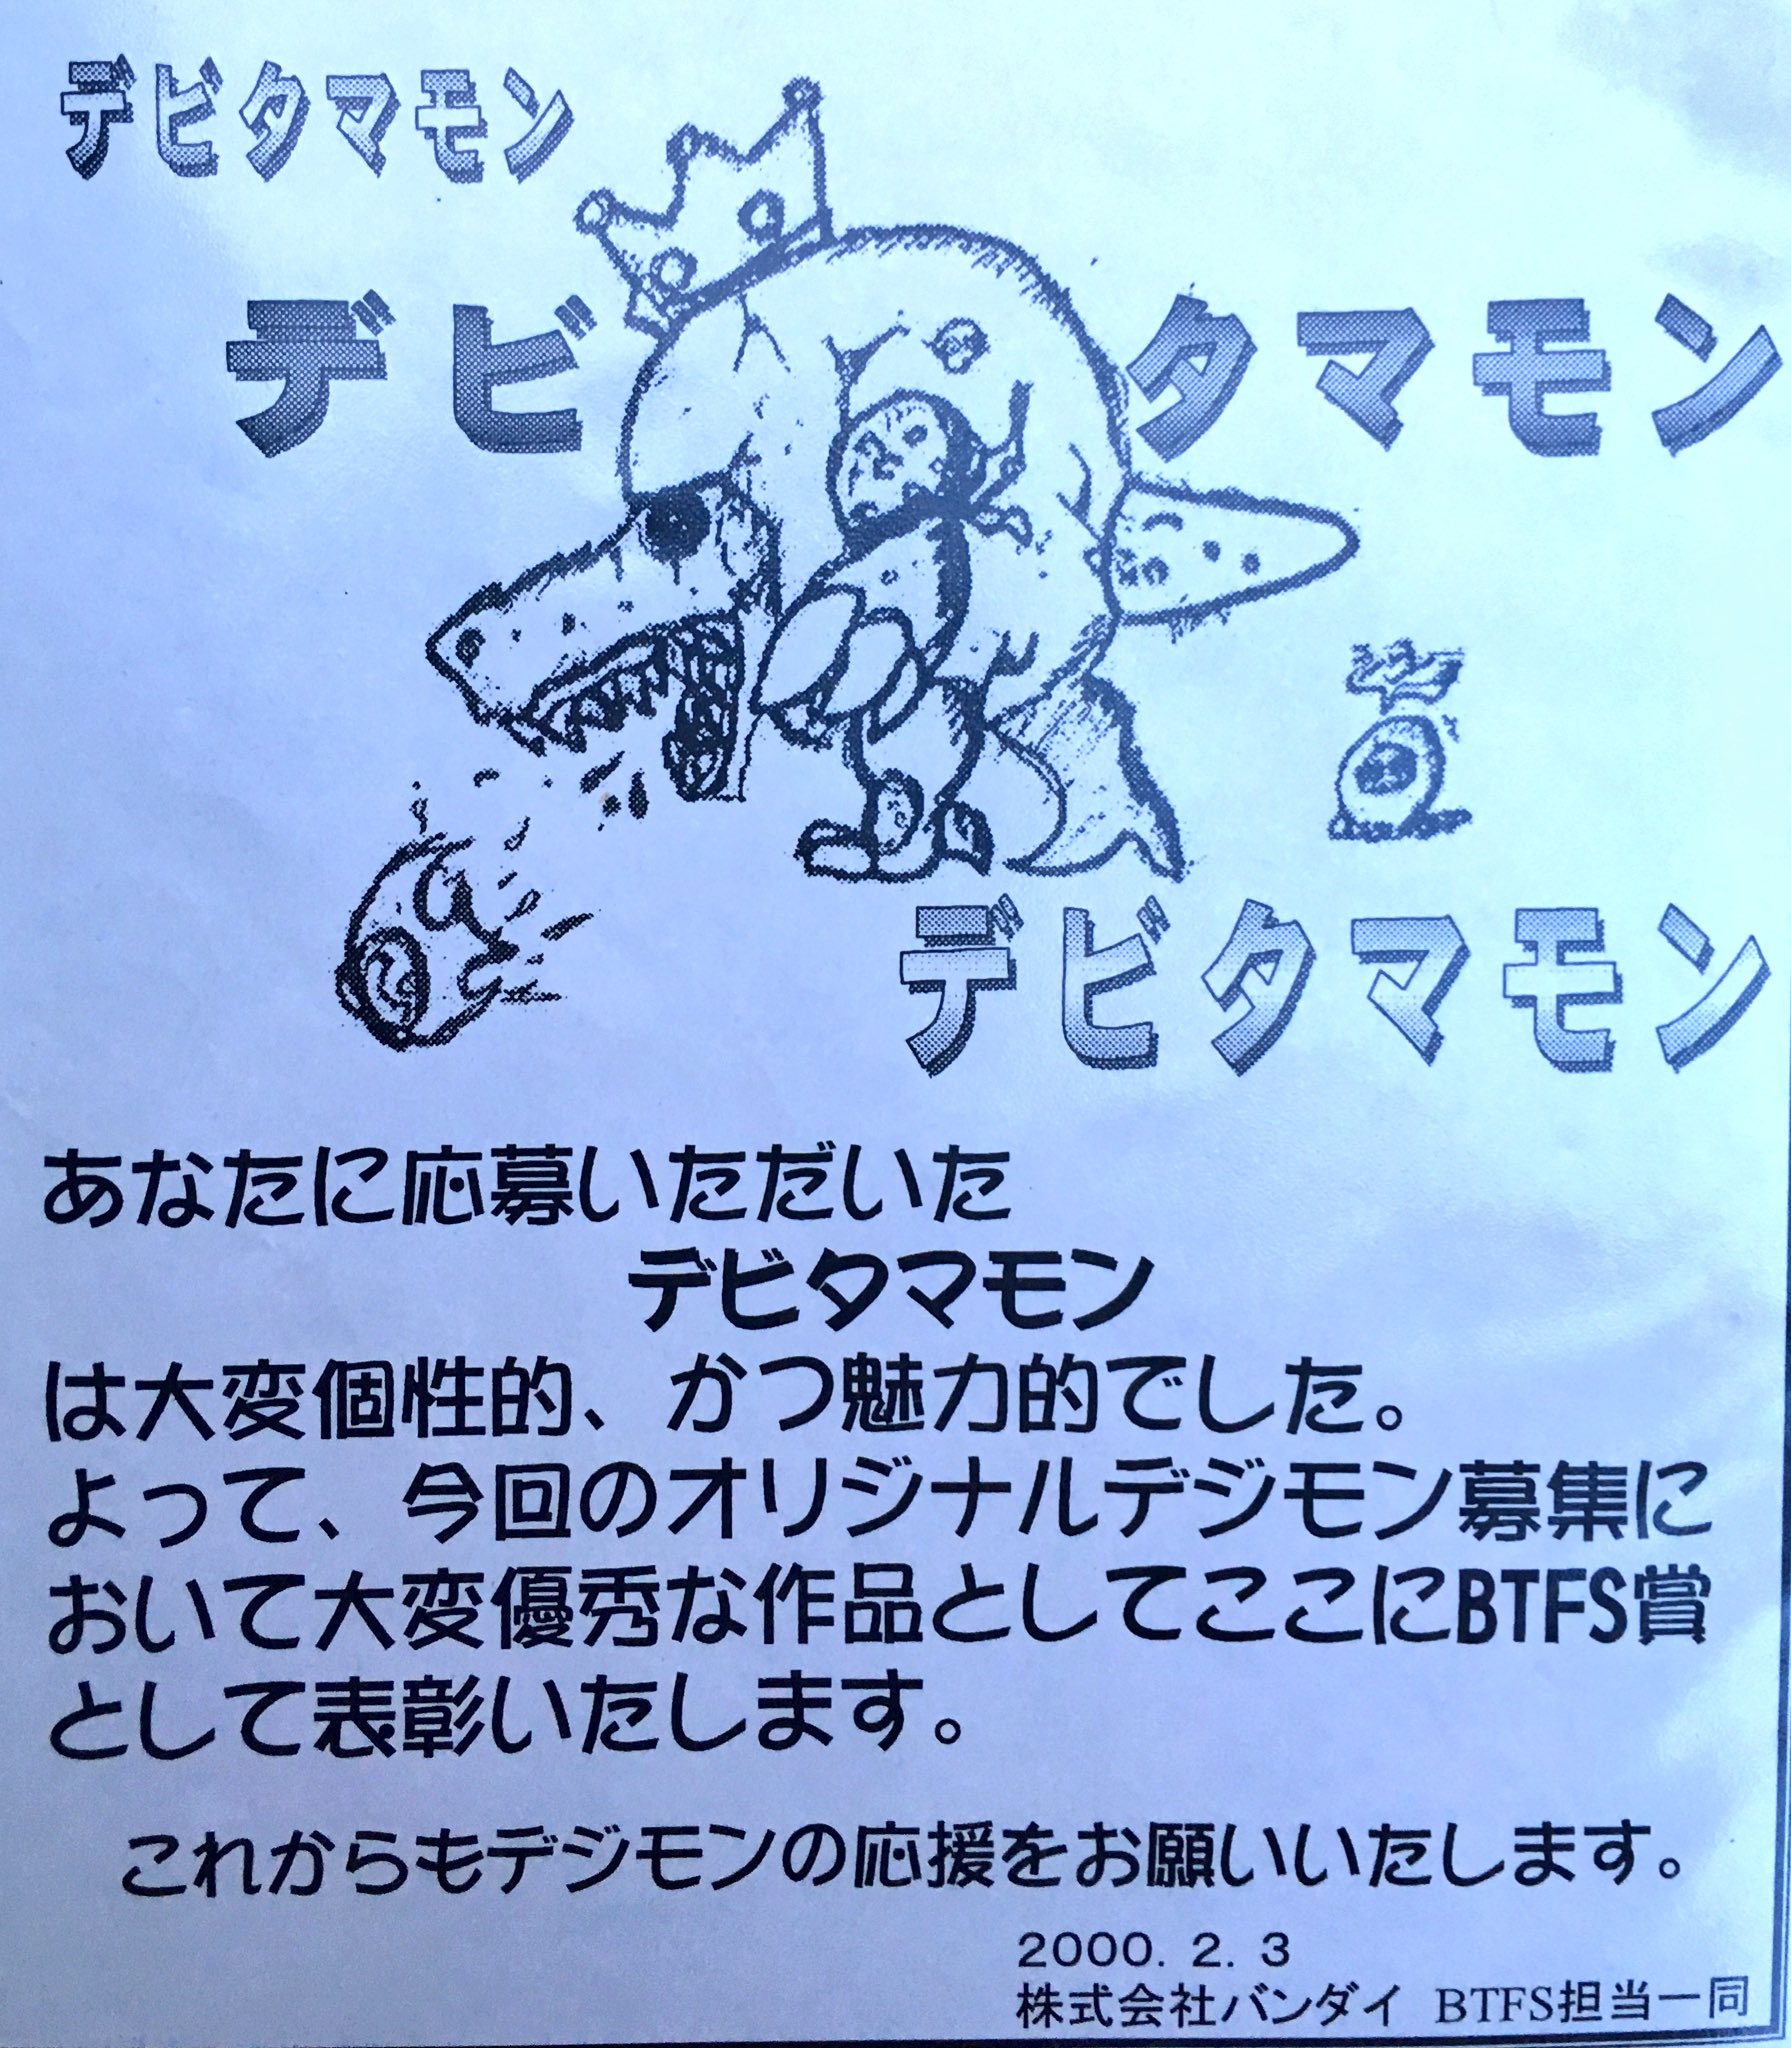 デビタマモン
デビタマモン
デビタマモン
あなたに応募いただいた
デビタマモン
は大変個性的、かつ魅力的でした。
よって、今回のオリジナルデジモン募集に
おいて大変優秀な作品としてここにBTFS賞
として表彰いたします。
これからもデジモンの応援をお願いいたします。
2000. 2. 3
株式会社バンダイ BTFS担当一同